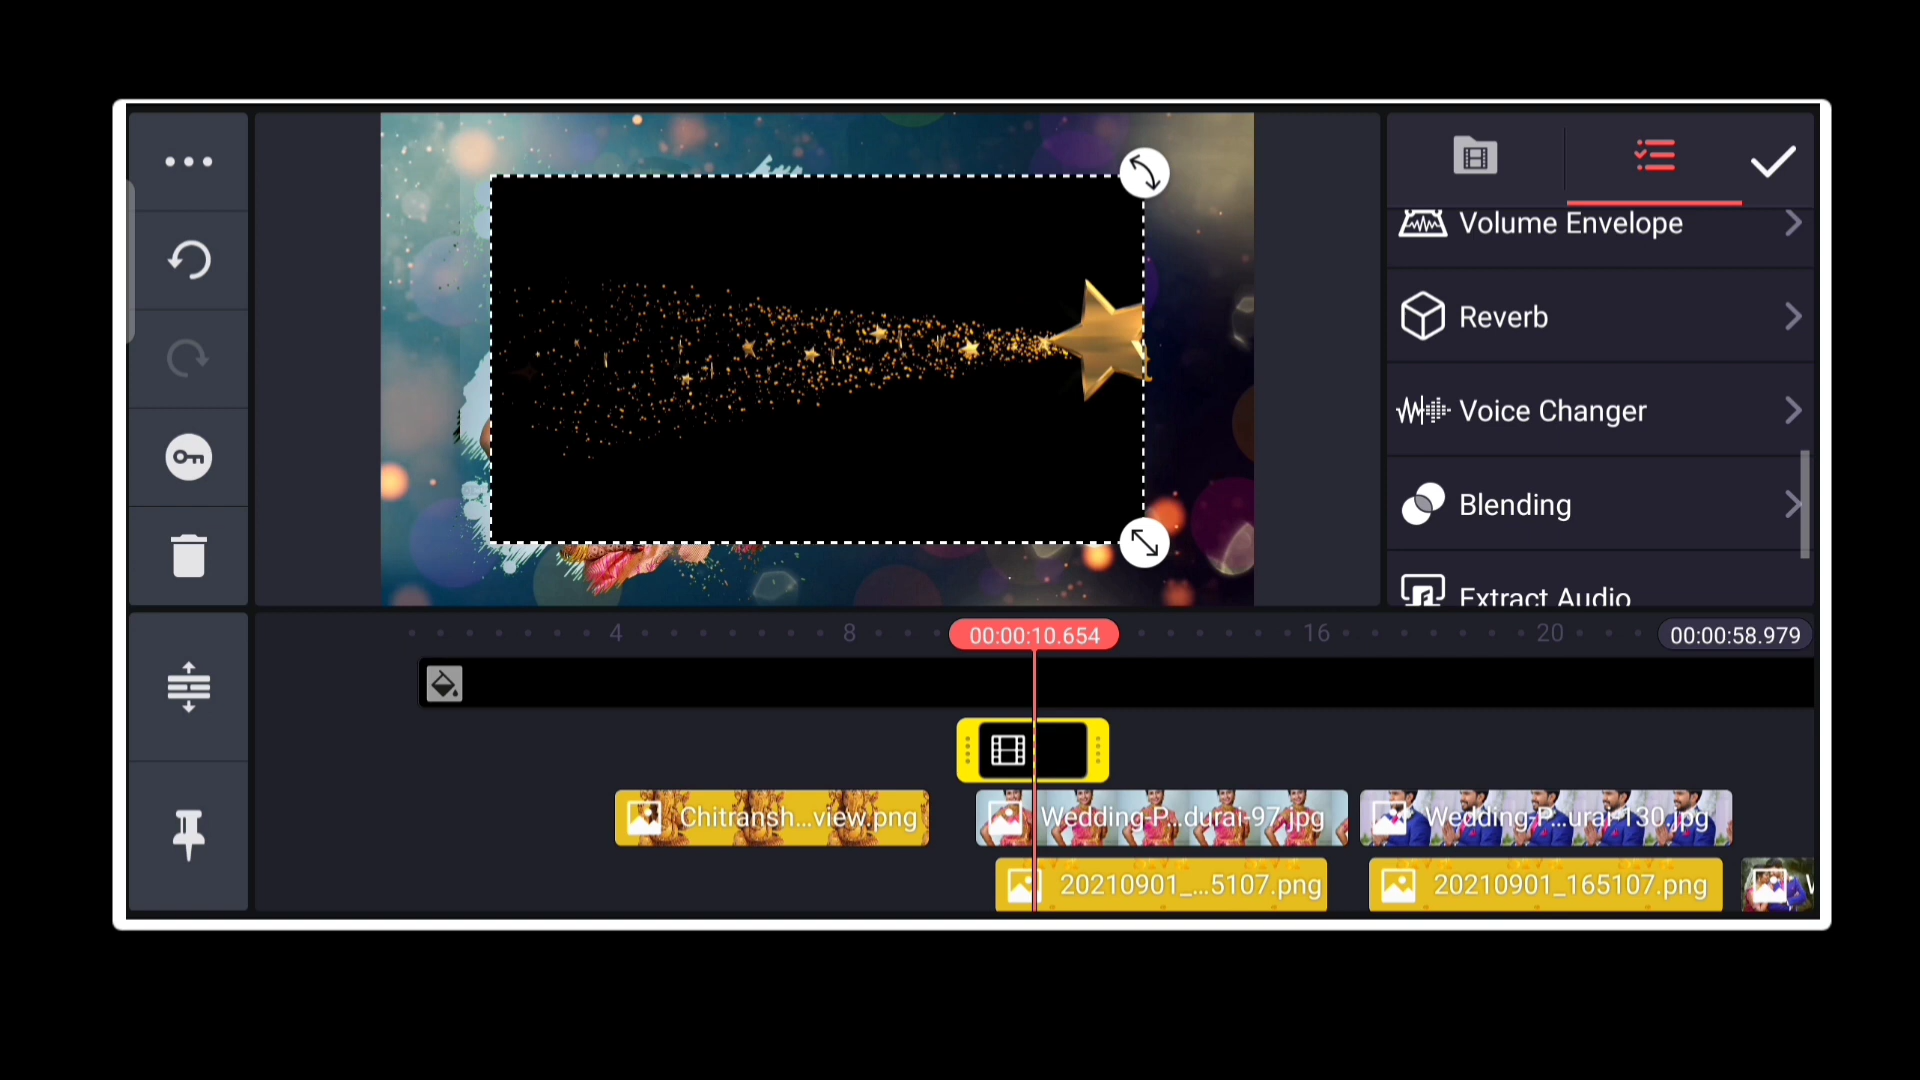 Volume Envelope
Reverb
Voice Changer
Blending
Extract Audio
4
8
00:00:10.654
16
20
00:00:58.979
Chitransh...view.png
Wedding-P...durai-97.jpg
Wedding-P...urai-130.jpg
20210901_...5107.png
20210901_165107.png